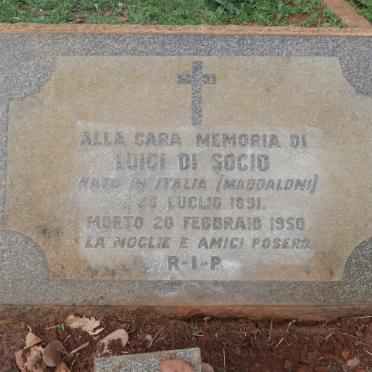 ALLA CARA MEMORIA DI
LUIGI DI SOCIO
NATO IN ITALIA (MADDALONI)
26 LUGLIO 1891.
MORTO 20 FEBBRAIO 1950
LA MOGLIE E AMICI POSERO
R-I-P